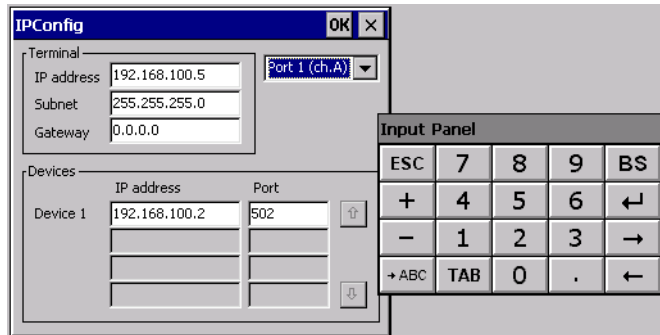 IPConfig OK ×
Terminal
IP address 192.168.100.5 Port 1 (ch.A)
Subnet 255.255.255.0
Gateway 0.0.0.0
Devices
IP address Port
Device 1 192.168.100.2 502
Input Panel
ESC 7 8 9 BS
+ 4 5 6 ↵
− 1 2 3 →
→ABC TAB 0 . ←